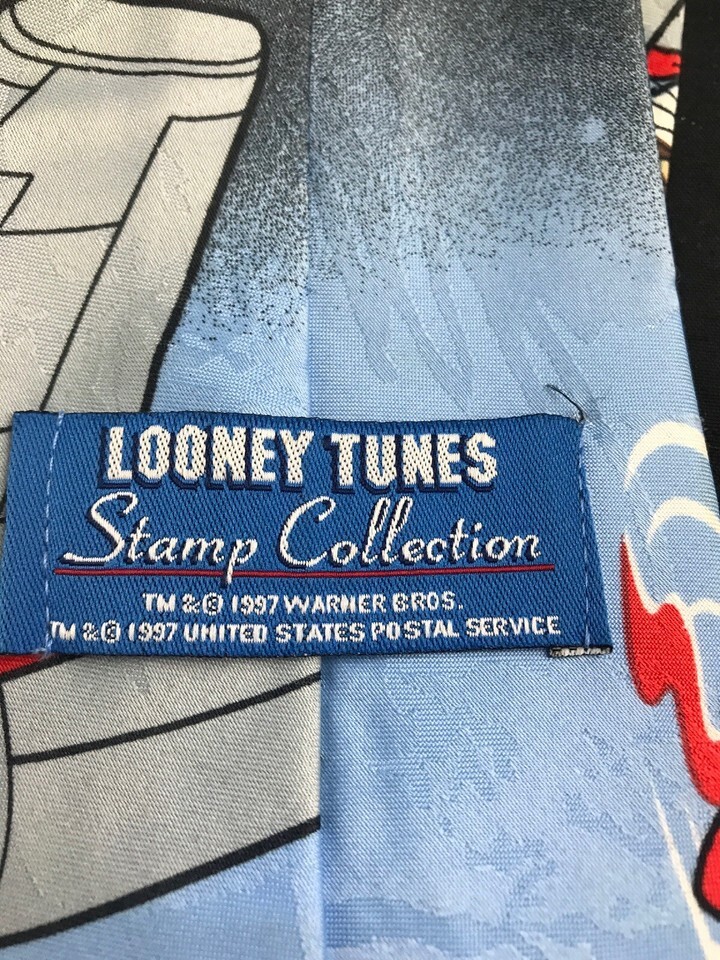 LOONEY TUNES
Stamp Collection
TM & © 1997 WARNER BROS.
TM & © 1997 UNITED STATES POSTAL SERVICE